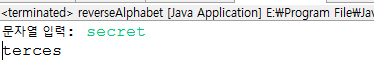 <terminated> reverseAlphabet [Java Application] E:₩Program File₩Jav
문자열 입력: secret
terces